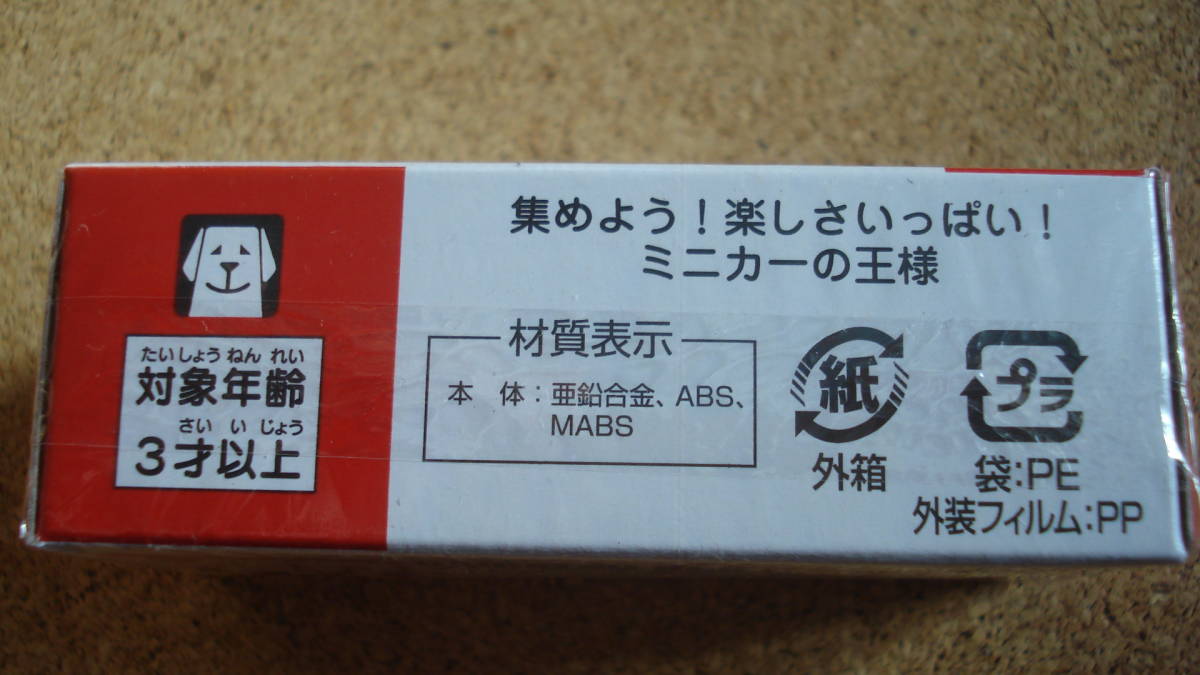 集めよう！楽しさいっぱい！
ミニカーの王様
たいしょうねんれい
対象年齢
さいいじょう
3才以上
材質表示
本　体：亜鉛合金、ABS、
MABS
紙
外箱
プラ
袋：PE
外装フィルム：PP